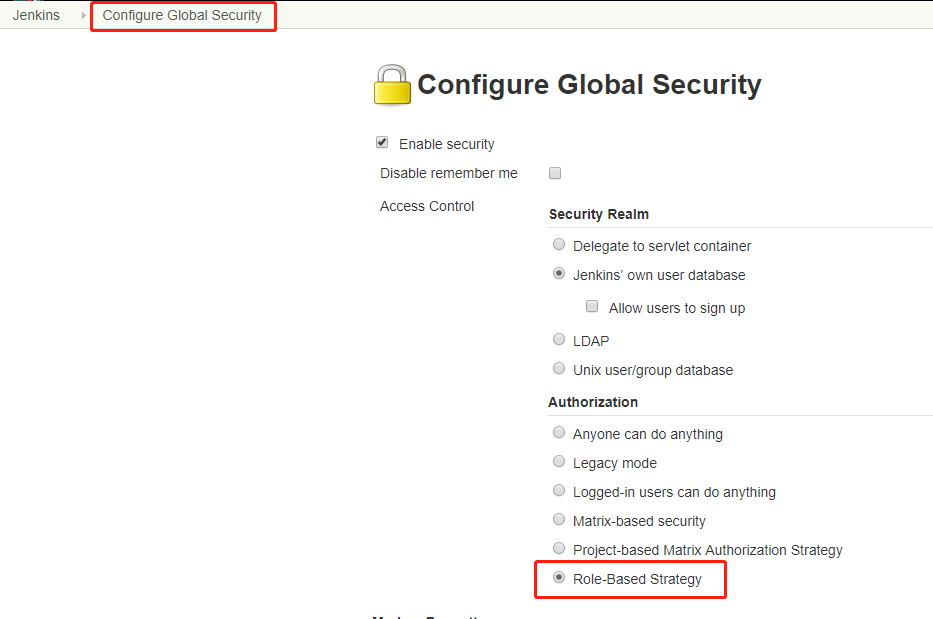 Jenkins Configure Global Security
Configure Global Security
Enable security
Disable remember me
Access Control
Security Realm
Delegate to servlet container
Jenkins’ own user database
Allow users to sign up
LDAP
Unix user/group database
Authorization
Anyone can do anything
Legacy mode
Logged-in users can do anything
Matrix-based security
Project-based Matrix Authorization Strategy
Role-Based Strategy